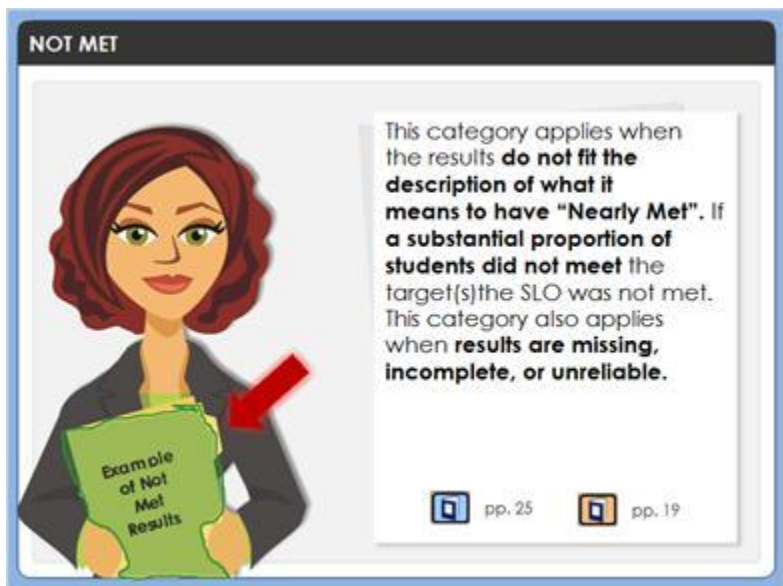 NOT MET
This category applies when
the results do not fit the
description of what it
means to have “Nearly Met”. If
a substantial proportion of
students did not meet the
target(s)the SLO was not met.
This category also applies
when results are missing,
incomplete, or unreliable.
Example
of Not
Met
Results
pp. 25
pp. 19